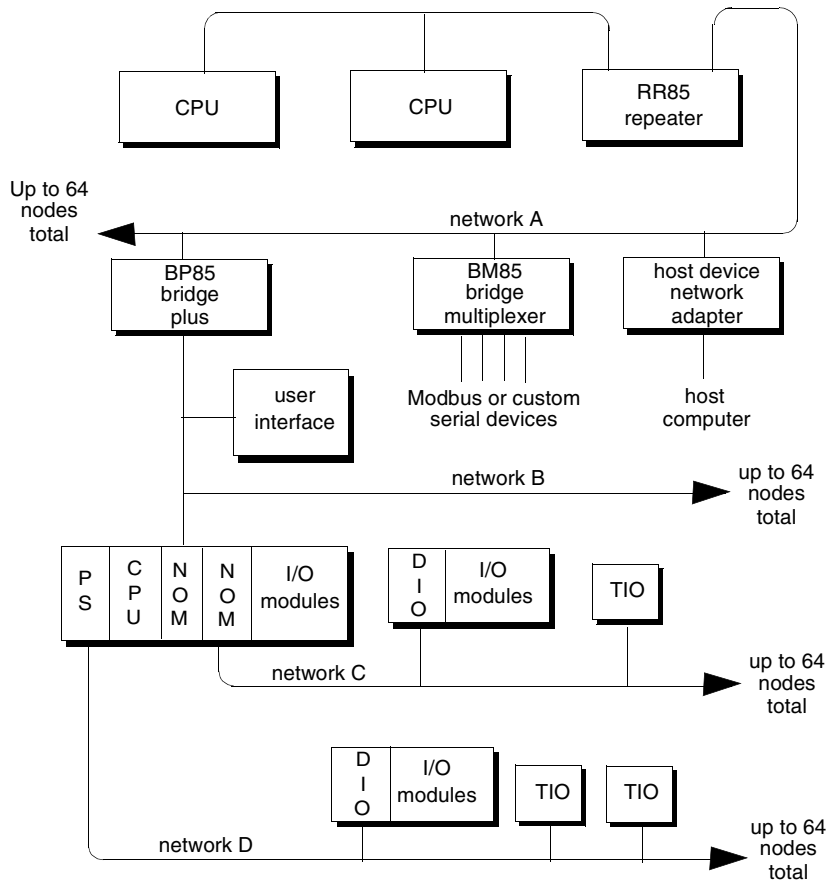 CPU
CPU
RR85
repeater
Up to 64
nodes
total
network A
BP85
bridge
plus
BM85
bridge
multiplexer
host device
network
adapter
user
interface
Modbus or custom
serial devices
host
computer
network B
up to 64
nodes
total
P
S
C
P
U
N
O
M
N
O
M
I/O
modules
D
I
O
I/O
modules
TIO
network C
up to 64
nodes
total
D
I
O
I/O
modules
TIO
TIO
network D
up to 64
nodes
total